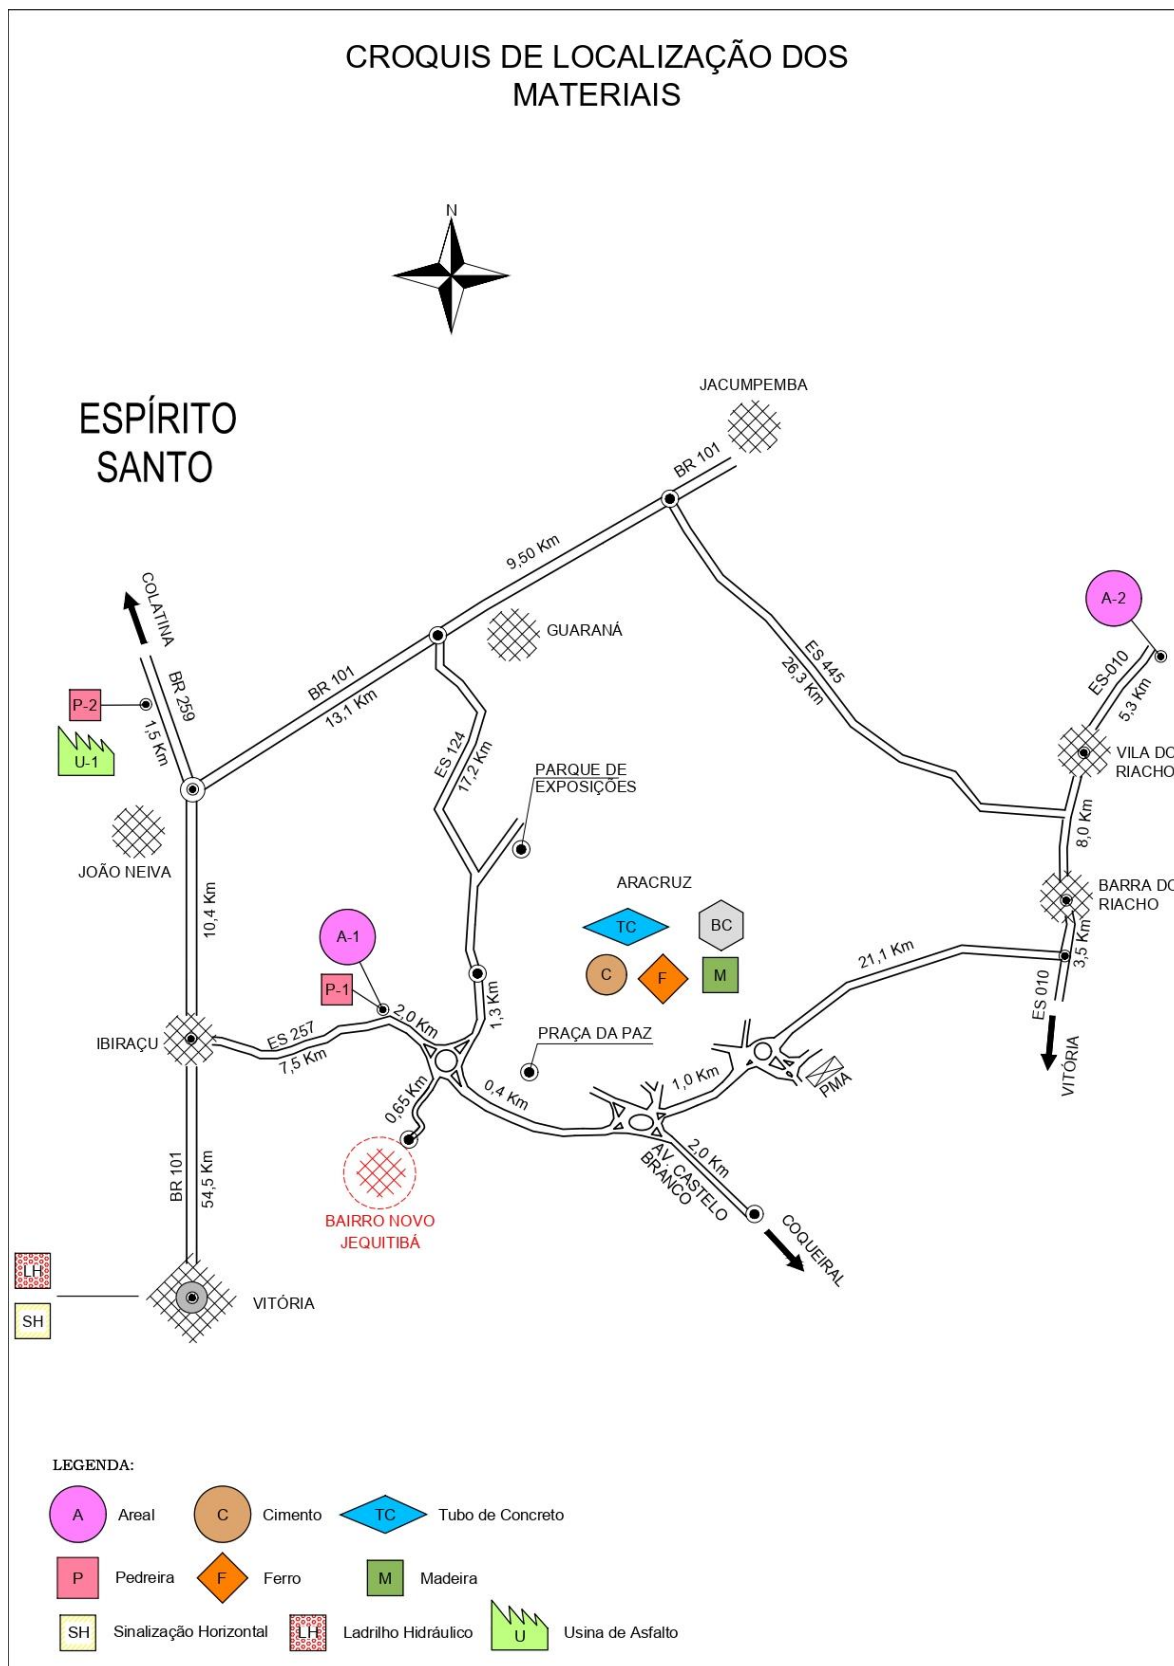 CROQUIS DE LOCALIZAÇÃO DOS
MATERIAIS
N
ESPÍRITO
SANTO
JACUMPEMBA
BR 101
9,50 Km
GUARANÁ
COLATINA
BR 259
1,5 Km
P-2
U-1
BR 101
13,1 Km
ES 124
17,2 Km
ES 445
26,3 Km
A-2
ES-010
5,3 Km
VILA DO
RIACHO
8,0 Km
PARQUE DE
EXPOSIÇÕES
JOÃO NEIVA
10,4 Km
ARACRUZ
TC
BC
C
F
M
BARRA DO
RIACHO
3,5 Km
ES 010
VITÓRIA
21,1 Km
A-1
P-1
2,0 Km
1,3 Km
IBIRAÇU
ES 257
7,5 Km
PRAÇA DA PAZ
0,4 Km
0,65 Km
1,0 Km
PMA
2,0 Km
AV. CASTELO
BRANCO
COQUEIRAL
BAIRRO NOVO
JEQUITIBÁ
BR 101
54,5 Km
LH
SH
VITÓRIA
LEGENDA:
A Areal
C Cimento
TC Tubo de Concreto
P Pedreira
F Ferro
M Madeira
SH Sinalização Horizontal
LH Ladrilho Hidráulico
U Usina de Asfalto